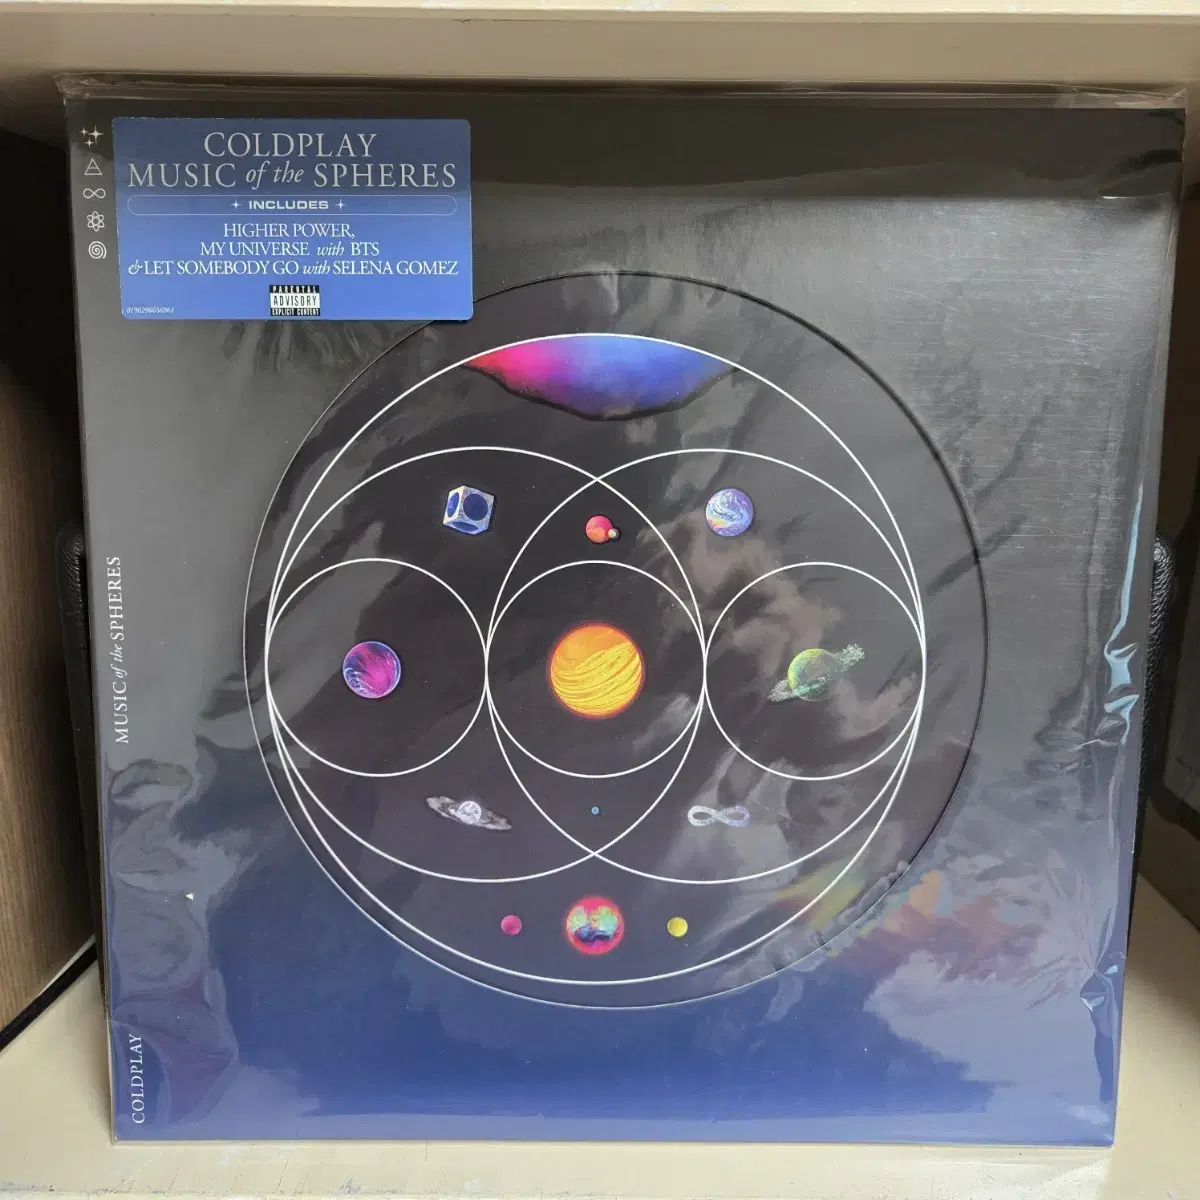 COLDPLAY
MUSIC of the SPHERES
INCLUDES
HIGHER POWER,
MY UNIVERSE with BTS
& LET SOMEBODY GO with SELENA GOMEZ
PARENTAL
ADVISORY
EXPLICIT CONTENT
MUSIC of the SPHERES
COLDPLAY